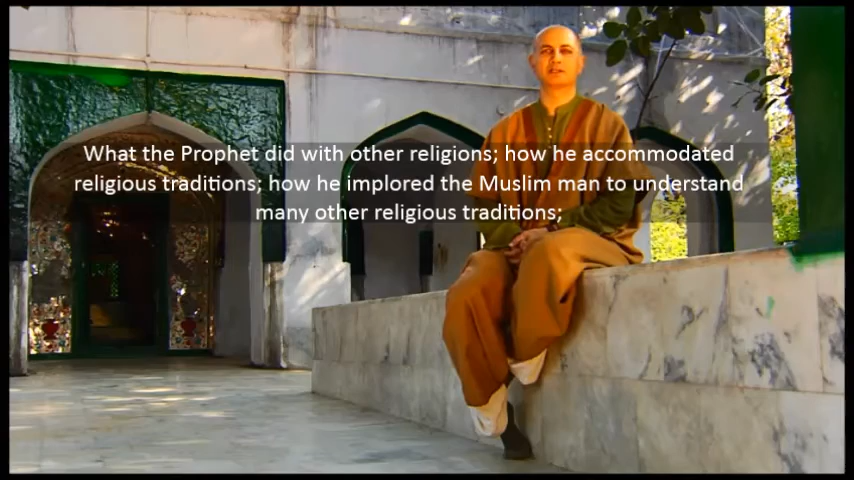 What the Prophet did with other religions; how he accommodated
religious traditions; how he implored the Muslim man to understand
many other religious traditions;